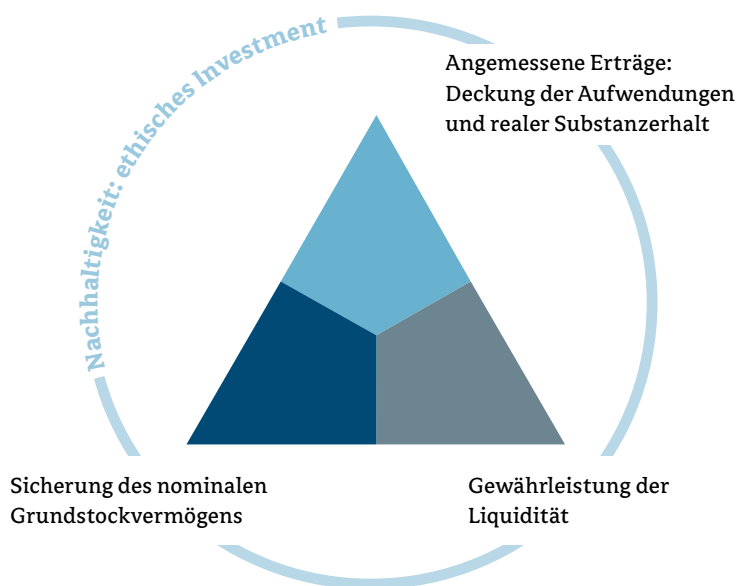 Nachhaltigkeit: ethisches Investment
Angemessene Erträge:
Deckung der Aufwendungen
und realer Substanzerhalt
Sicherung des nominalen
Grundstockvermögens
Gewährleistung der
Liquidität